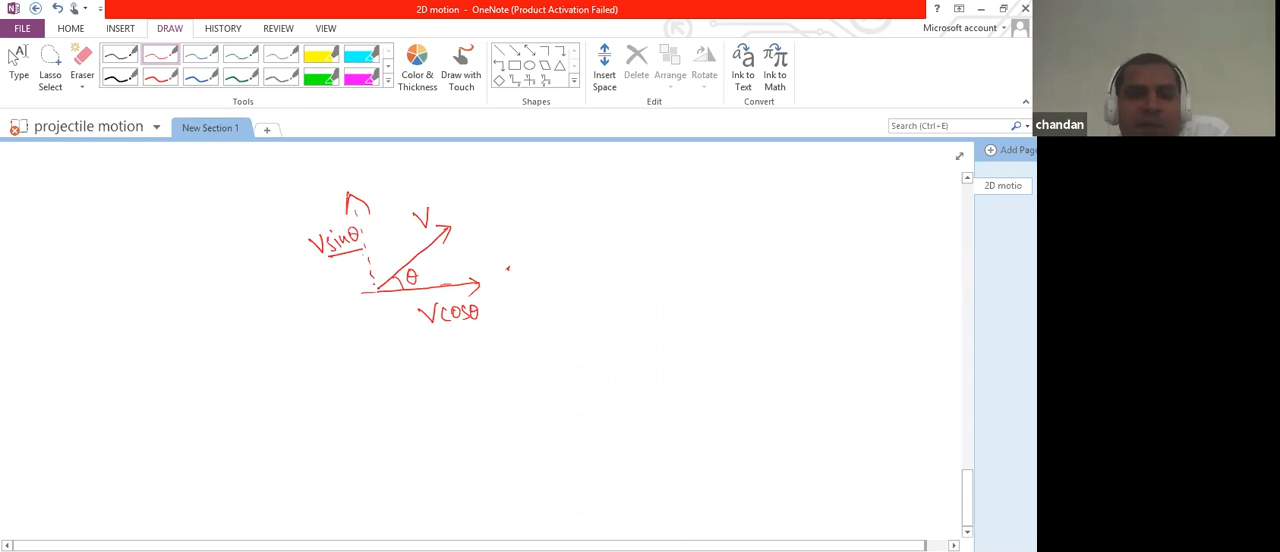 2D motion - OneNote (Product Activation Failed)
?
FILE HOME INSERT DRAW HISTORY REVIEW VIEW
Microsoft account
Type
Lasso Select
Eraser
Color & Thickness
Draw with Touch
Insert Space
Delete
Arrange
Rotate
Ink to Text
Ink to Math
Tools
Shapes
Edit
Convert
chandan
projectile motion
New Section 1
Search (Ctrl+E)
Add Pag
2D motio
V
Vsinθ
θ
Vcosθ